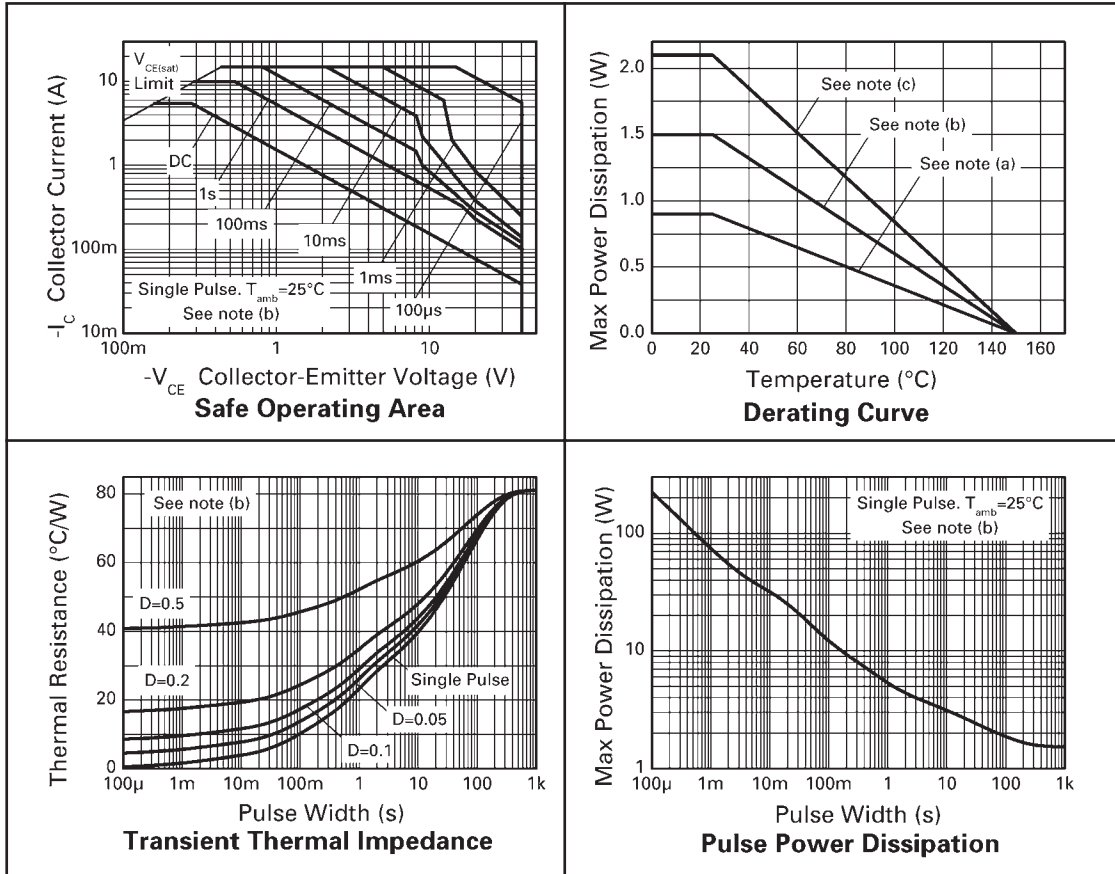 -I_C Collector Current (A)
10
1
100m
10m
V_CE(sat)
Limit
DC
1s
100ms
10ms
1ms
100µs
Single Pulse. T_amb=25°C
See note (b)
100m
1
10
-V_CE Collector-Emitter Voltage (V)
Safe Operating Area
Max Power Dissipation (W)
2.0
1.5
1.0
0.5
0.0
See note (c)
See note (b)
See note (a)
0
20
40
60
80
100
120
140
160
Temperature (°C)
Derating Curve
Thermal Resistance (°C/W)
80
60
40
20
0
See note (b)
D=0.5
D=0.2
Single Pulse
D=0.05
D=0.1
100µ
1m
10m
100m
1
10
100
1k
Pulse Width (s)
Transient Thermal Impedance
Max Power Dissipation (W)
100
10
1
Single Pulse. T_amb=25°C
See note (b)
100µ
1m
10m
100m
1
10
100
1k
Pulse Width (s)
Pulse Power Dissipation